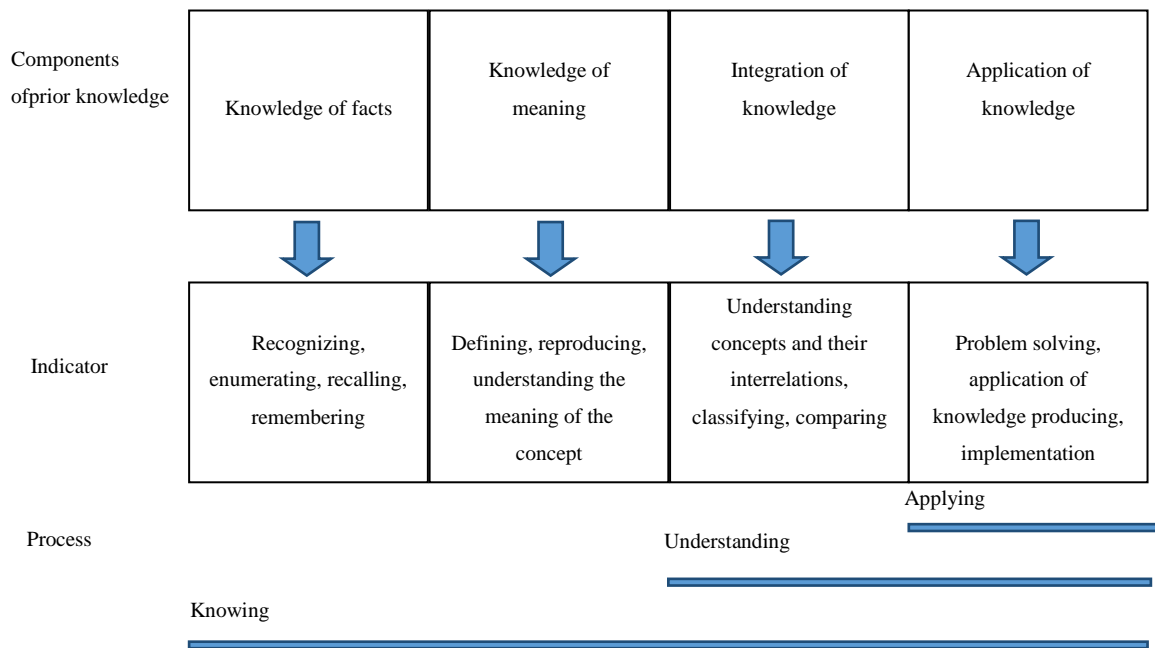 Components
ofprior knowledge
Knowledge of facts
Knowledge of
meaning
Integration of
knowledge
Application of
knowledge
Indicator
Recognizing,
enumerating, recalling,
remembering
Defining, reproducing,
understanding the
meaning of the
concept
Understanding
concepts and their
interrelations,
classifying, comparing
Problem solving,
application of
knowledge producing,
implementation
Process
Applying
Understanding
Knowing